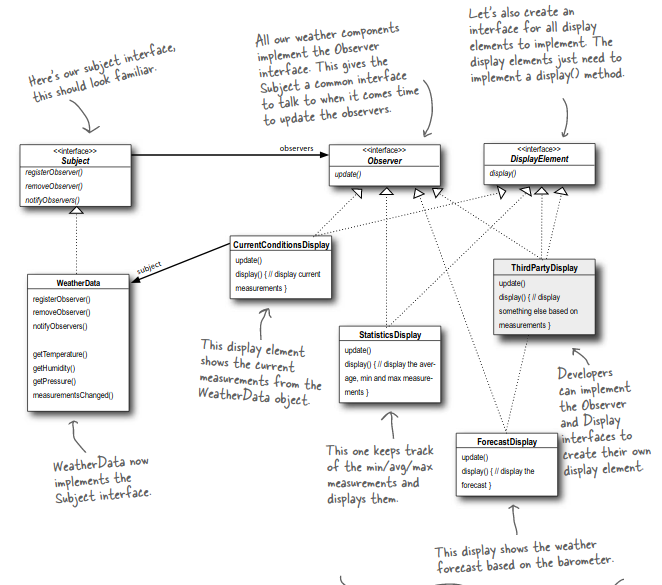 Here's our subject interface,
this should look familiar.
All our weather components
implement the Observer
interface. This gives the
Subject a common interface
to talk to when it comes time
to update the observers.
Let's also create an
interface for all display
elements to implement. The
display elements just need to
implement a display() method.
<<interface>>
Subject
registerObserver()
removeObserver()
notifyObservers()
observers
<<interface>>
Observer
update()
<<interface>>
DisplayElement
display()
subject
WeatherData
registerObserver()
removeObserver()
notifyObservers()
getTemperature()
getHumidity()
getPressure()
measurementsChanged()
CurrentConditionsDisplay
update()
display() { // display current
measurements }
ThirdPartyDisplay
update()
display() { // display
something else based on
measurements }
StatisticsDisplay
update()
display() { // display the aver-
age, min and max measure-
ments }
ForecastDisplay
update()
display() { // display the
forecast }
This display element
shows the current
measurements from the
WeatherData object.
Developers
can implement
the Observer
and Display
interfaces to
create their own
display element.
This one keeps track
of the min/avg/max
measurements and
displays them.
WeatherData now
implements the
Subject interface.
This display shows the weather
forecast based on the barometer.